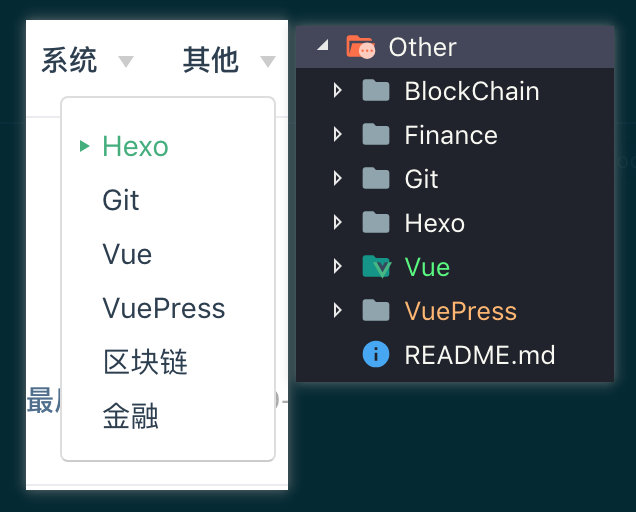 系统 其他
Hexo
Git
Vue
VuePress
区块链
金融
Other
BlockChain
Finance
Git
Hexo
Vue
VuePress
README.md